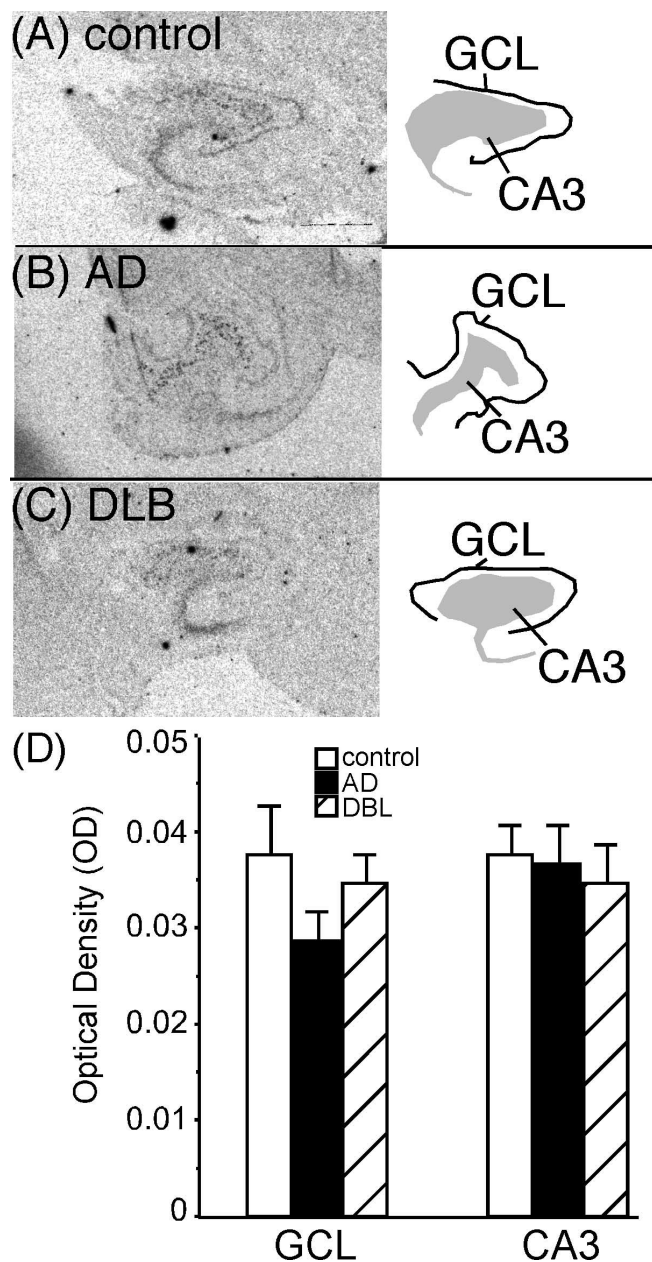 (A) control
GCL
CA3
(B) AD
GCL
CA3
(C) DLB
GCL
CA3
(D)
0.05
0.04
0.03
0.02
0.01
0
Optical Density (OD)
control
AD
DBL
GCL
CA3